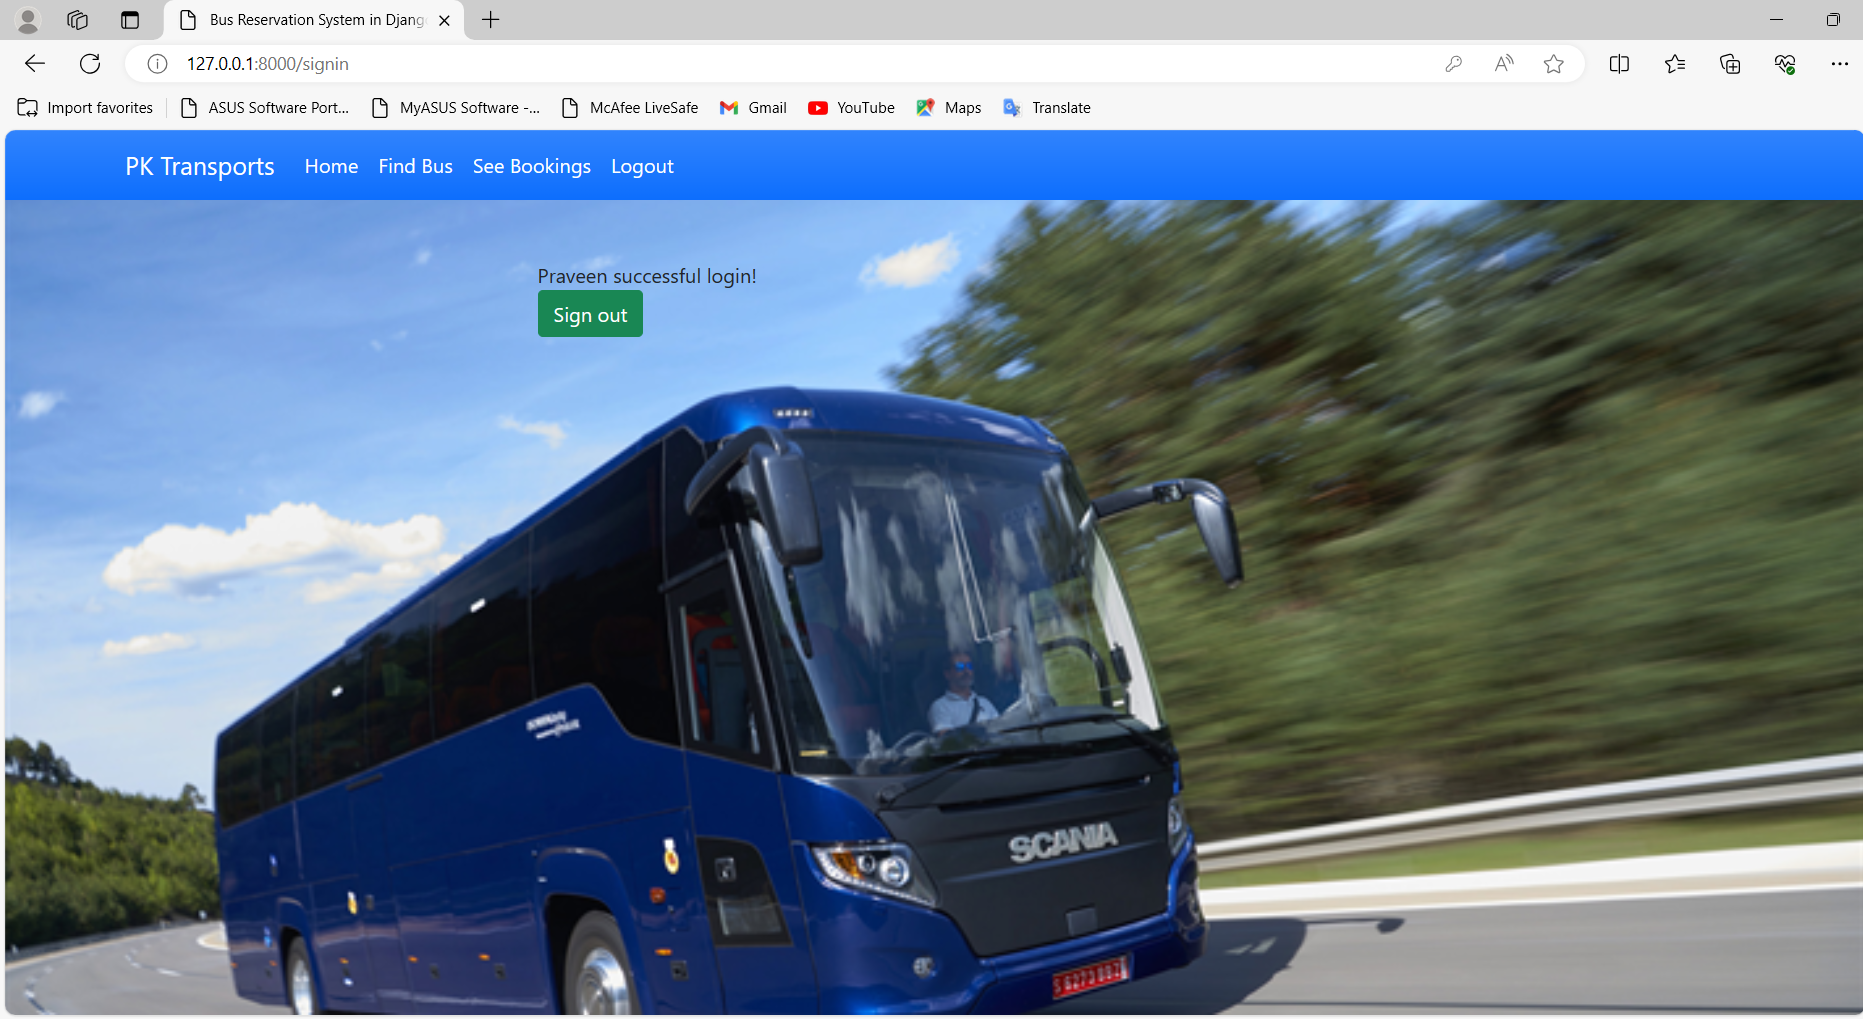 Bus Reservation System in Djang
127.0.0.1:8000/signin
Import favorites
ASUS Software Port...
MyASUS Software -...
McAfee LiveSafe
Gmail
YouTube
Maps
Translate
PK Transports
Home
Find Bus
See Bookings
Logout
Praveen successful login!
Sign out
SCANIA